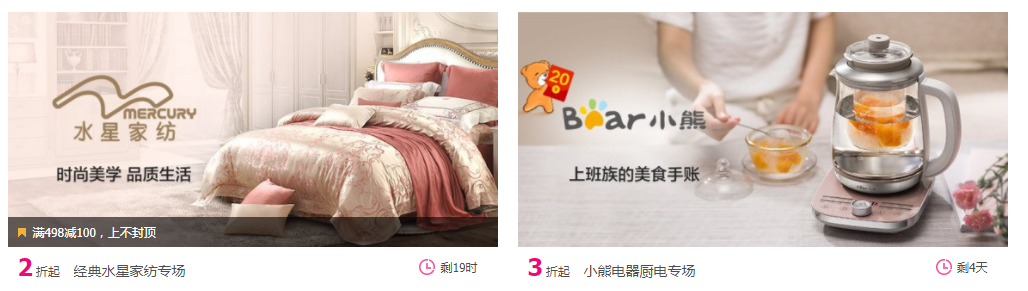 MERCURY
水星家纺
时尚美学 品质生活
满498减100，上不封顶
2折起 经典水星家纺专场
剩19时
20
Bear小熊
上班族的美食手账
3折起 小熊电器厨电专场
剩4天